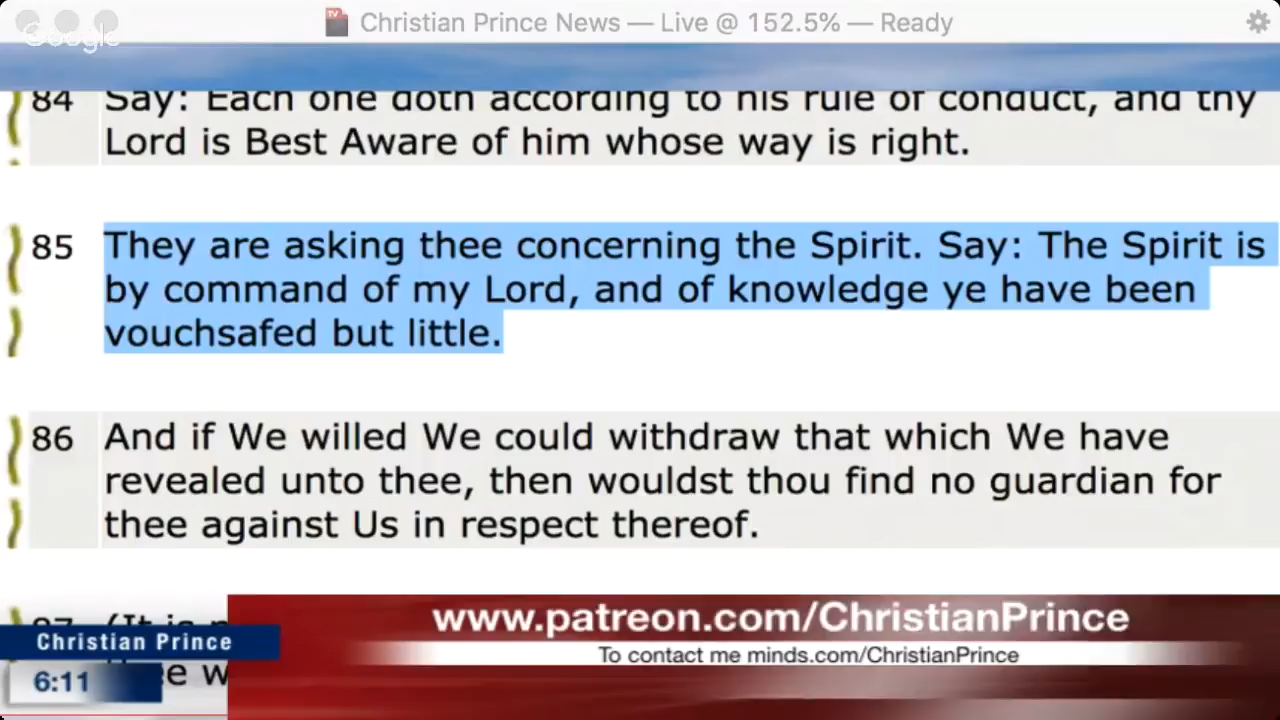 Christian Prince News — Live @ 152.5% — Ready
Google
84 Say: Each one doth according to his rule of conduct, and thy
Lord is Best Aware of him whose way is right.
85 They are asking thee concerning the Spirit. Say: The Spirit is
by command of my Lord, and of knowledge ye have been
vouchsafed but little.
86 And if We willed We could withdraw that which We have
revealed unto thee, then wouldst thou find no guardian for
thee against Us in respect thereof.
87 (It is
www.patreon.com/ChristianPrince
Christian Prince
To contact me minds.com/ChristianPrince
6:11